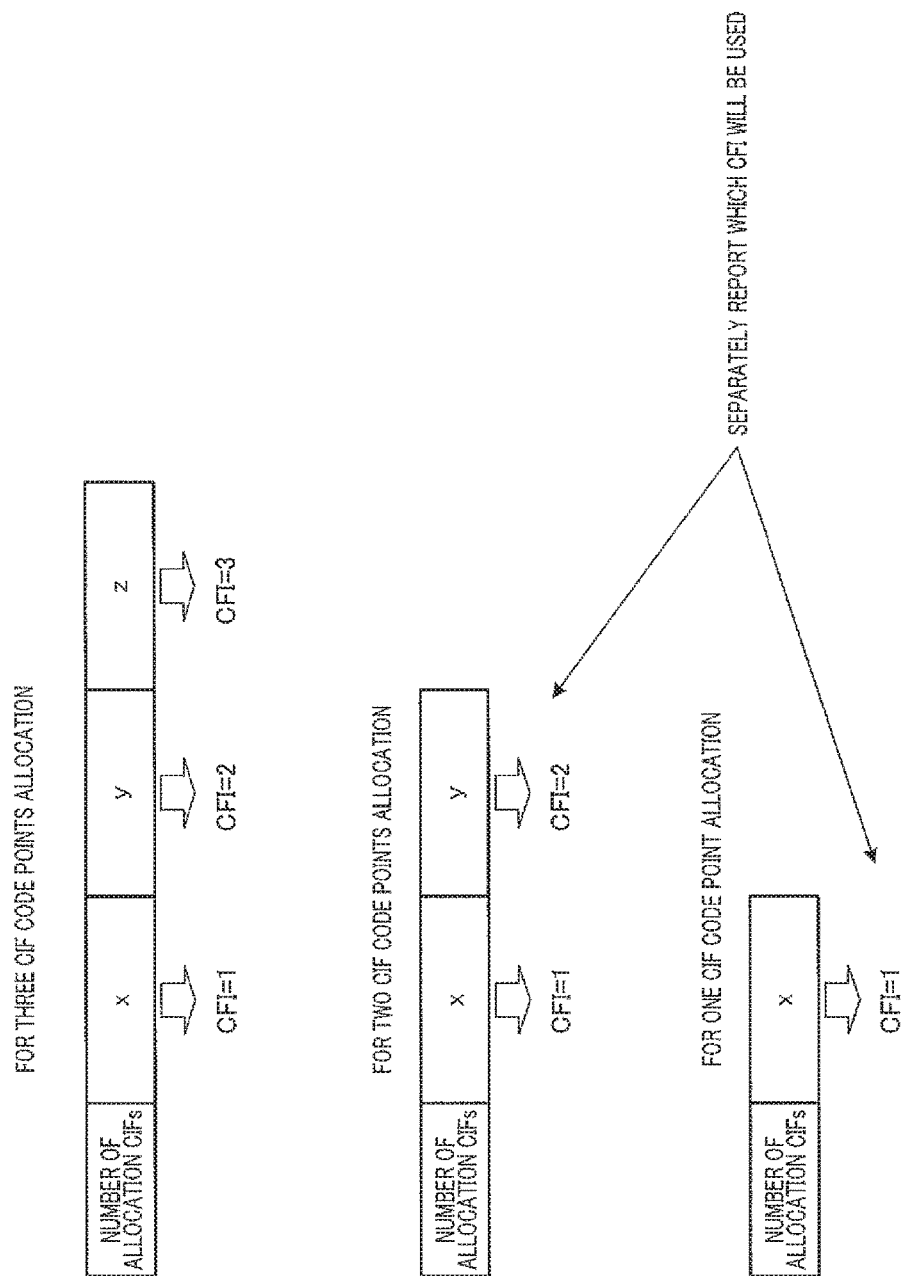 FOR THREE CIF CODE POINTS ALLOCATION
NUMBER OF
ALLOCATION CIFs
x
y
z
CFI=1
CFI=2
CFI=3
FOR TWO CIF CODE POINTS ALLOCATION
NUMBER OF
ALLOCATION CIFs
x
y
CFI=1
CFI=2
FOR ONE CIF CODE POINT ALLOCATION
NUMBER OF
ALLOCATION CIFs
x
CFI=1
SEPARATELY REPORT WHICH CFI WILL BE USED